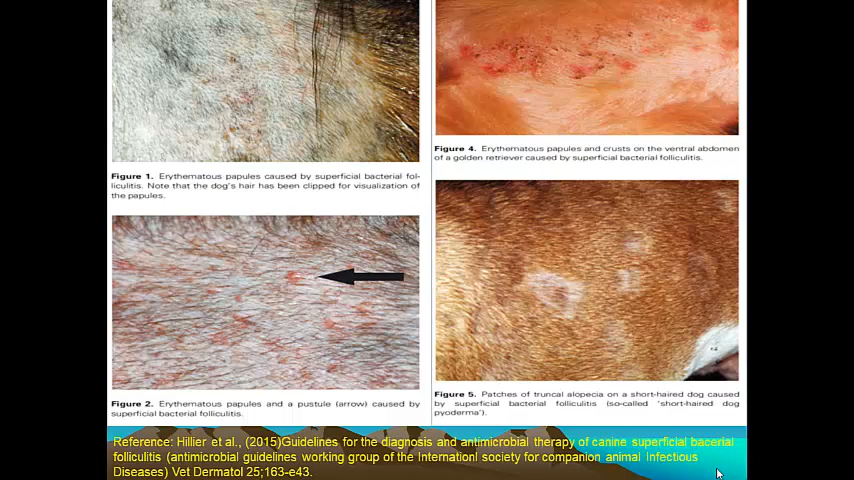 Figure 1. Erythematous papules caused by superficial bacterial fol-
liculitis. Note that the dog's hair has been clipped for visualization of
the papules.
Figure 2. Erythematous papules and a pustule (arrow) caused by
superficial bacterial folliculitis.
Figure 4. Erythematous papules and crusts on the ventral abdomen
of a golden retriever caused by superficial bacterial folliculitis.
Figure 5. Patches of truncal alopecia on a short-haired dog caused
by superficial bacterial folliculitis (so-called 'short-haired dog
pyoderma').
Reference: Hillier et al., (2015)Guidelines for the diagnosis and antimicrobial therapy of canine superficial bacterial
folliculitis (antimicrobial guidelines working group of the Internationl society for companion animal Infectious
Diseases) Vet Dermatol 25;163-e43.